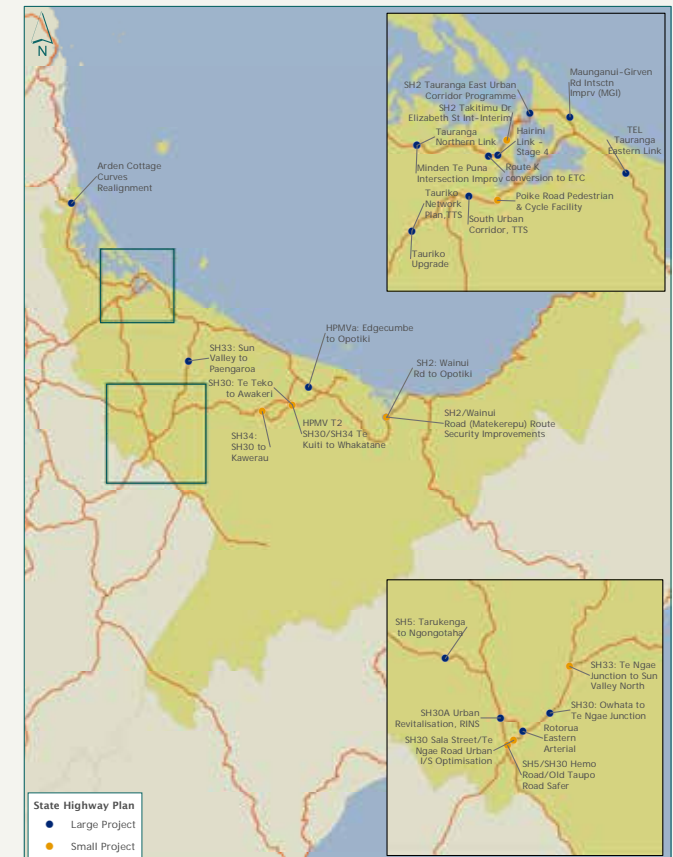 N
Arden Cottage
Curves
Realignment
SH2 Tauranga East Urban
Corridor Programme
SH2 Takitimu Dr
Elizabeth St Int-Interim
Maunganui-Girven
Rd Intsctn
Imprv (MGI)
Tauranga
Northern Link
Hairini
Link -
Stage 4
TEL
Tauranga
Eastern Link
Minden Te Puna
Intersection Improv
Route K
conversion to ETC
Tauriko
Network
Plan,TTS
South Urban
Corridor, TTS
Poike Road Pedestrian
& Cycle Facility
Tauriko
Upgrade
HPMVa: Edgecumbe
to Opotiki
SH33: Sun
Valley to
Paengaroa
SH30: Te Teko
to Awakeri
SH2: Wainui
Rd to Opotiki
SH34:
SH30 to
Kawerau
HPMV T2
SH30/SH34 Te
Kuiti to Whakatane
SH2/Wainui
Road (Matekerepu) Route
Security Improvements
SH5: Tarukenga
to Ngongotaha
SH33: Te Ngae
Junction to Sun
Valley North
SH30A Urban
Revitalisation, RINS
SH30: Owhata to
Te Ngae Junction
SH30 Sala Street/Te
Ngae Road Urban
I/S Optimisation
Rotorua
Eastern
Arterial
SH5/SH30 Hemo
Road/Old Taupo
Road Safer
State Highway Plan
Large Project
Small Project